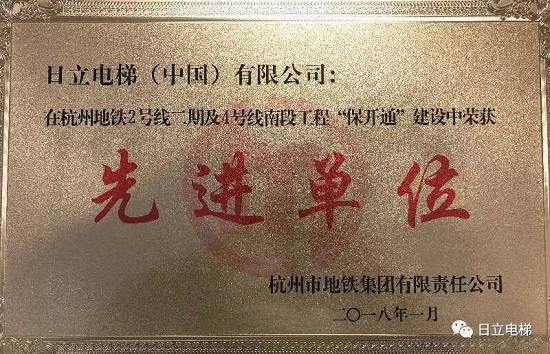 日立电梯（中国）有限公司：
在杭州地铁2号线二期及4号线南段工程“保开通”建设中荣获
先进单位
杭州市地铁集团有限责任公司
二〇一八年一月
日立电梯